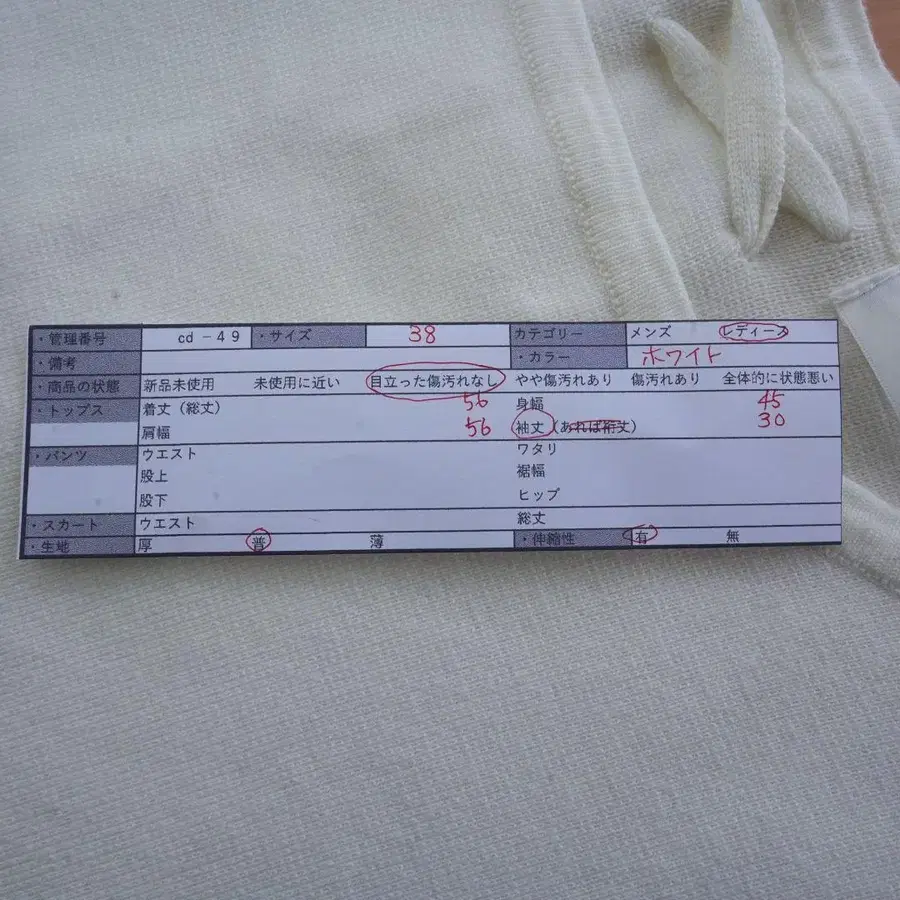 ・管理番号 cd－49 ・サイズ 38 カテゴリー メンズ レディース
・備考 ・カラー ホワイト
・商品の状態 新品未使用 未使用に近い 目立った傷汚れなし やや傷汚れあり 傷汚れあり 全体的に状態悪い
・トップス 着丈（総丈） 56 身幅 45
肩幅 56 袖丈（あれば裄丈） 30
・パンツ ウエスト ワタリ
股上 裾幅
股下 ヒップ
・スカート ウエスト 総丈
・生地 厚 普 薄 ・伸縮性 有 無